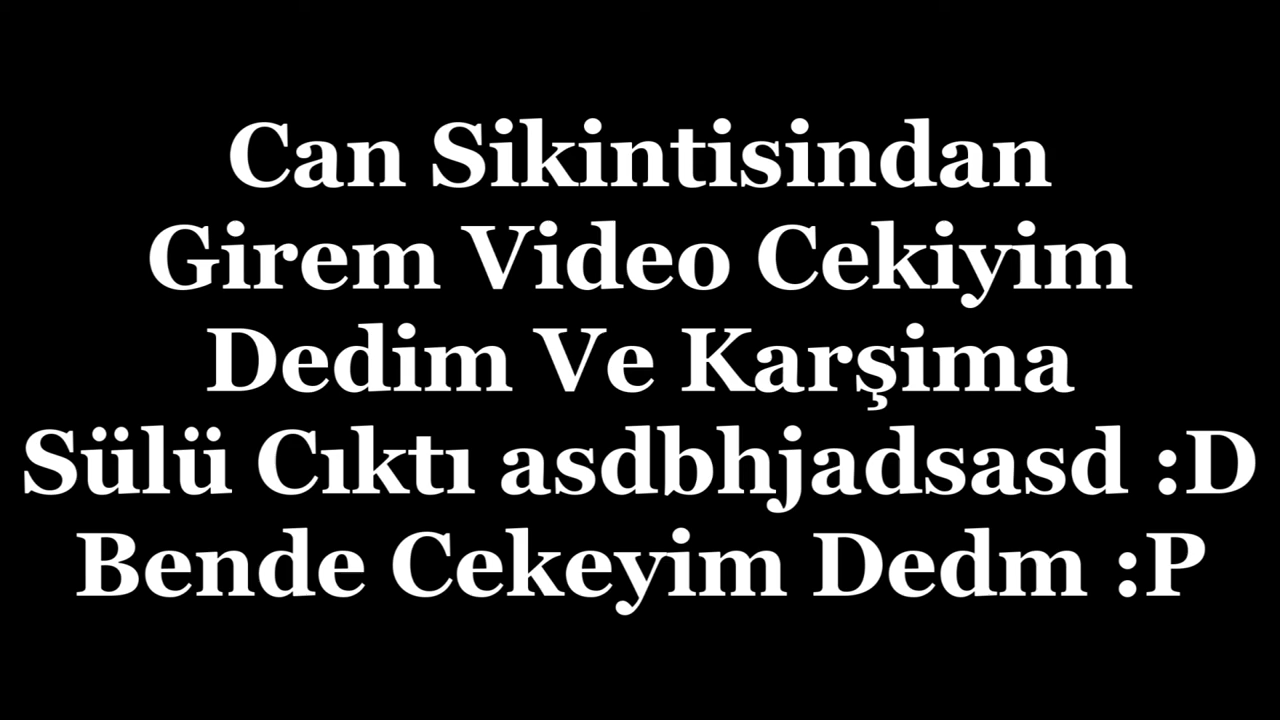 Can Sikintisindan
Girem Video Cekiyim
Dedim Ve Karşima
Sülü Cıktı asdbhjadsasd :D
Bende Cekeyim Dedm :P